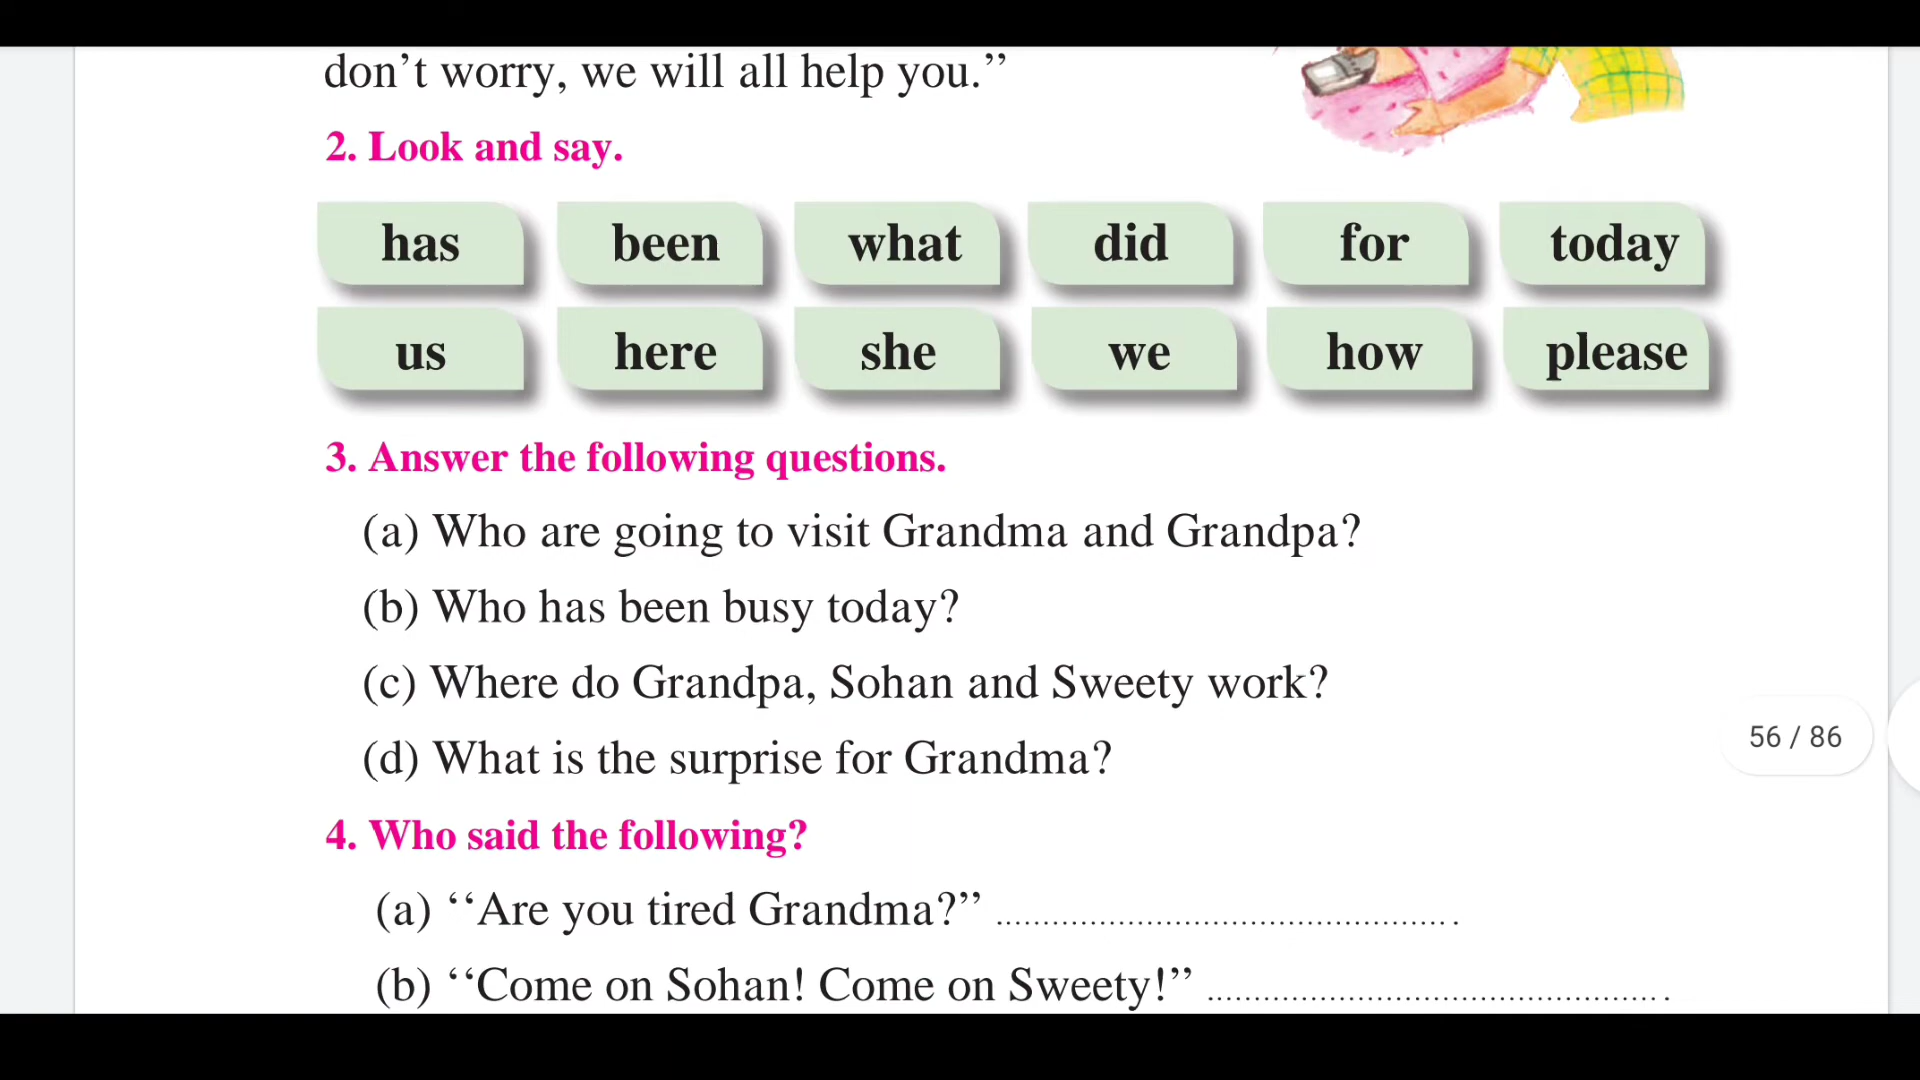 don’t worry, we will all help you.’’
2. Look and say.
has been what did for today
us here she we how please
3. Answer the following questions.
(a) Who are going to visit Grandma and Grandpa?
(b) Who has been busy today?
(c) Where do Grandpa, Sohan and Sweety work?
(d) What is the surprise for Grandma?
56 / 86
4. Who said the following?
(a) ‘‘Are you tired Grandma?’’ ................................................ .
(b) ‘‘Come on Sohan! Come on Sweety!’’ ................................................ .